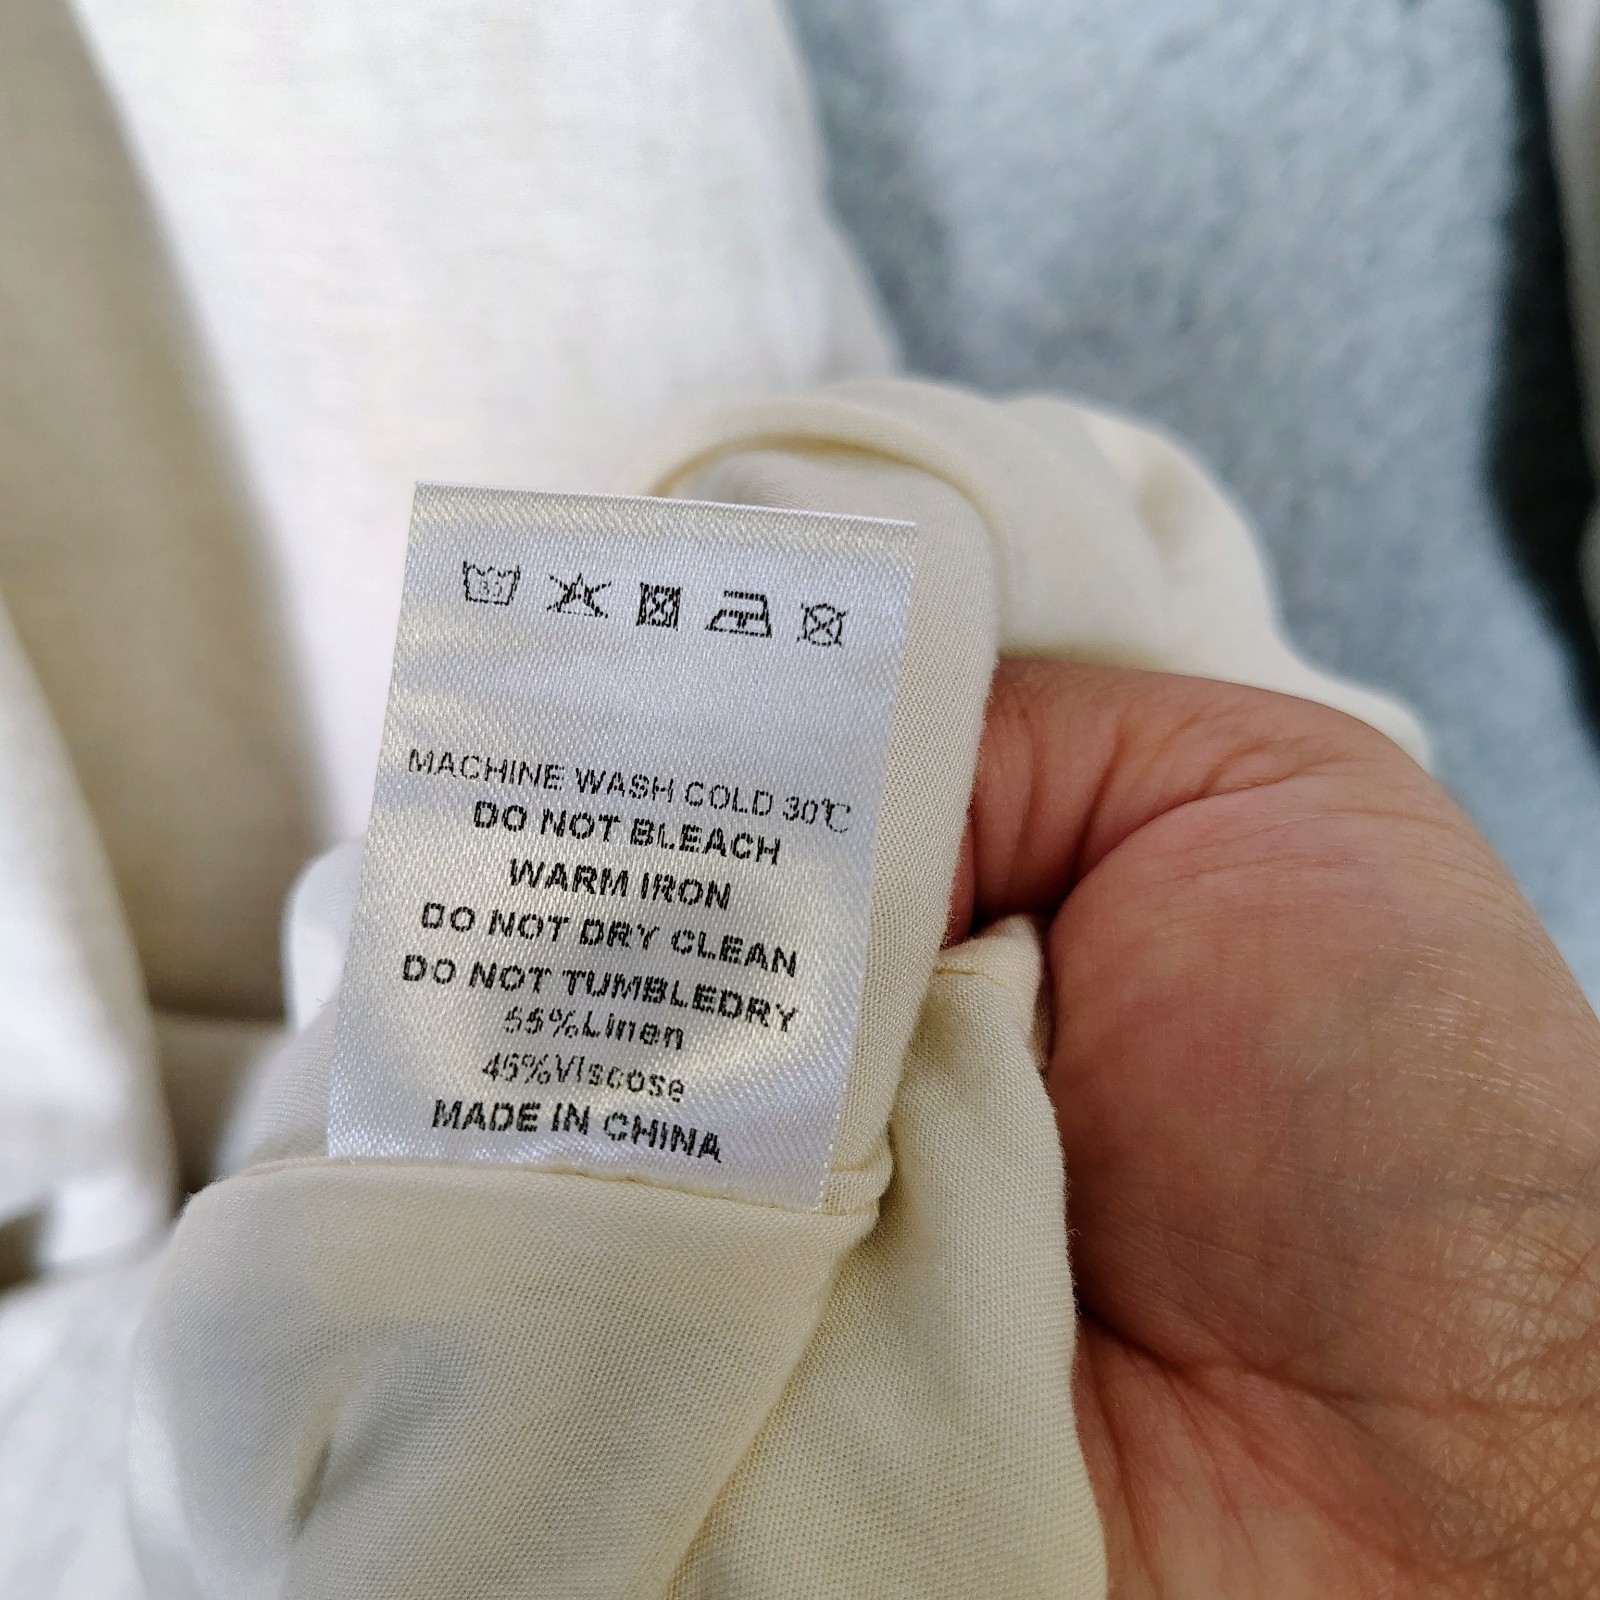 30
MACHINE WASH COLD 30℃
DO NOT BLEACH
WARM IRON
DO NOT DRY CLEAN
DO NOT TUMBLEDRY
55%Linen
45%Viscose
MADE IN CHINA